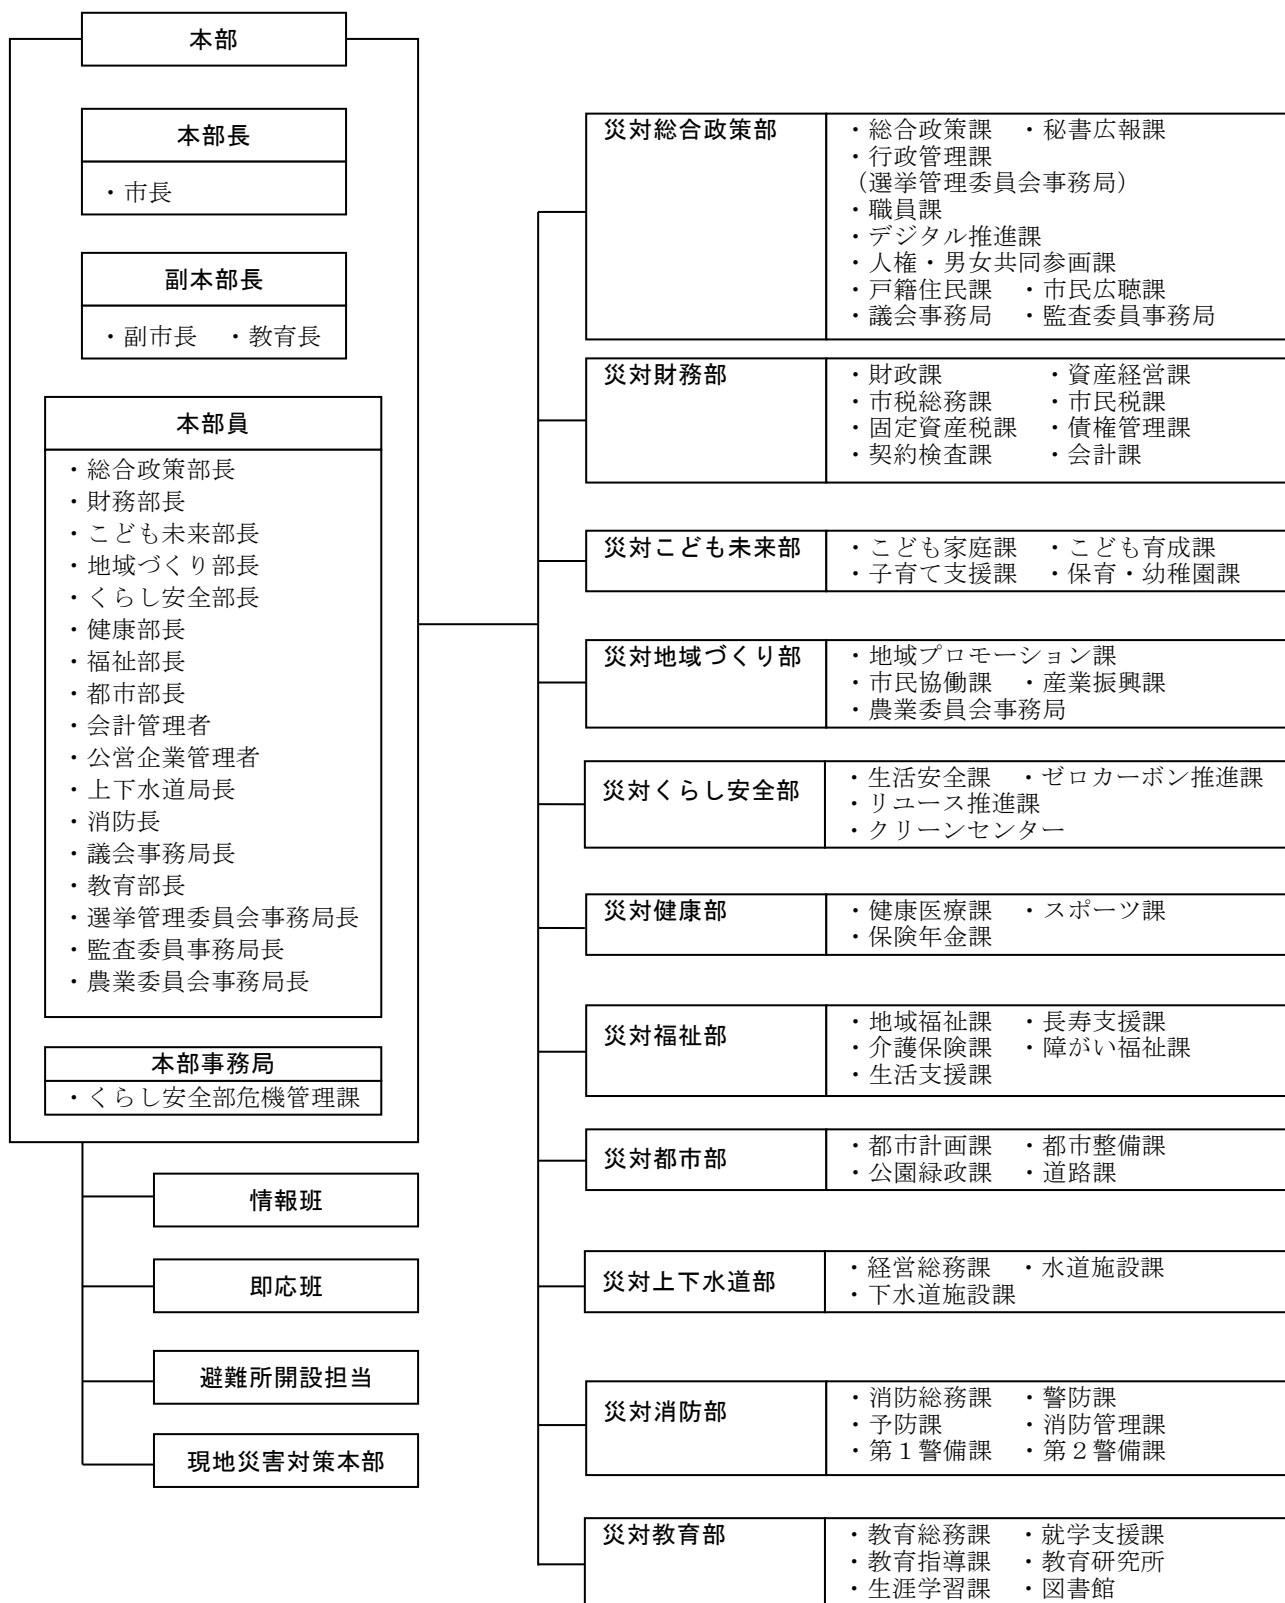 本部
本部長
・市長
副本部長
・副市長　・教育長
本部員
・総合政策部長
・財務部長
・こども未来部長
・地域づくり部長
・くらし安全部長
・健康部長
・福祉部長
・都市部長
・会計管理者
・公営企業管理者
・上下水道局長
・消防長
・議会事務局長
・教育部長
・選挙管理委員会事務局長
・監査委員事務局長
・農業委員会事務局長
本部事務局
・くらし安全部危機管理課
情報班
即応班
避難所開設担当
現地災害対策本部
災対総合政策部
・総合政策課　・秘書広報課
・行政管理課
（選挙管理委員会事務局）
・職員課
・デジタル推進課
・人権・男女共同参画課
・戸籍住民課　・市民広聴課
・議会事務局　・監査委員事務局
災対財務部
・財政課　・資産経営課
・市税総務課　・市民税課
・固定資産税課　・債権管理課
・契約検査課　・会計課
災対こども未来部
・こども家庭課　・こども育成課
・子育て支援課　・保育・幼稚園課
災対地域づくり部
・地域プロモーション課
・市民協働課　・産業振興課
・農業委員会事務局
災対くらし安全部
・生活安全課　・ゼロカーボン推進課
・リユース推進課
・クリーンセンター
災対健康部
・健康医療課　・スポーツ課
・保険年金課
災対福祉部
・地域福祉課　・長寿支援課
・介護保険課　・障がい福祉課
・生活支援課
災対都市部
・都市計画課　・都市整備課
・公園緑政課　・道路課
災対上下水道部
・経営総務課　・水道施設課
・下水道施設課
災対消防部
・消防総務課　・警防課
・予防課　・消防管理課
・第１警備課　・第２警備課
災対教育部
・教育総務課　・就学支援課
・教育指導課　・教育研究所
・生涯学習課　・図書館